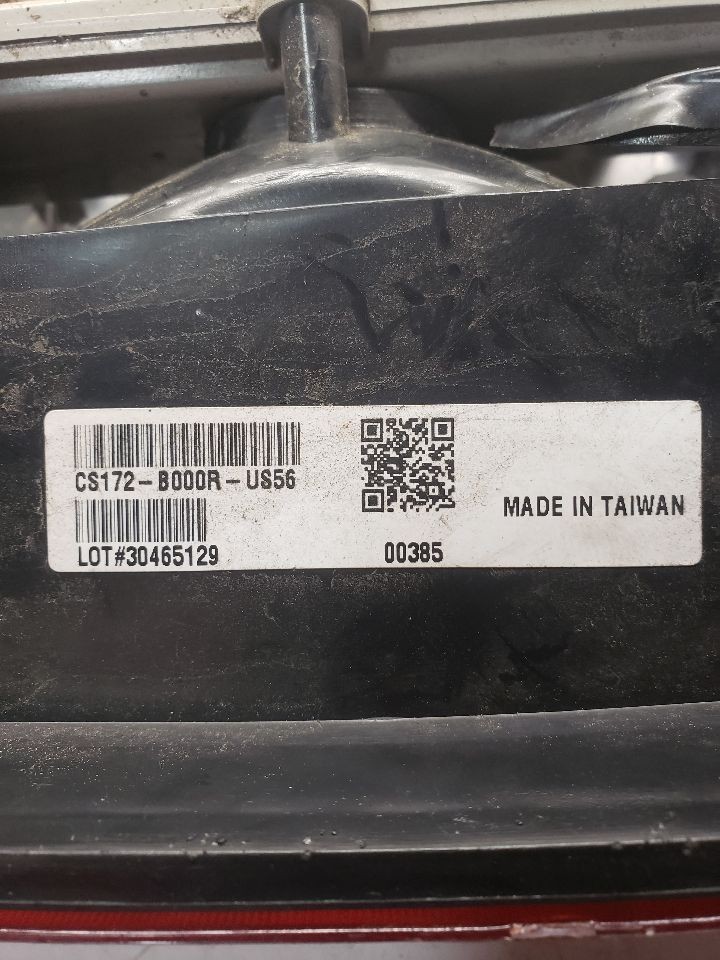 CS172-B000R-US56
LOT#30465129
00385
MADE IN TAIWAN